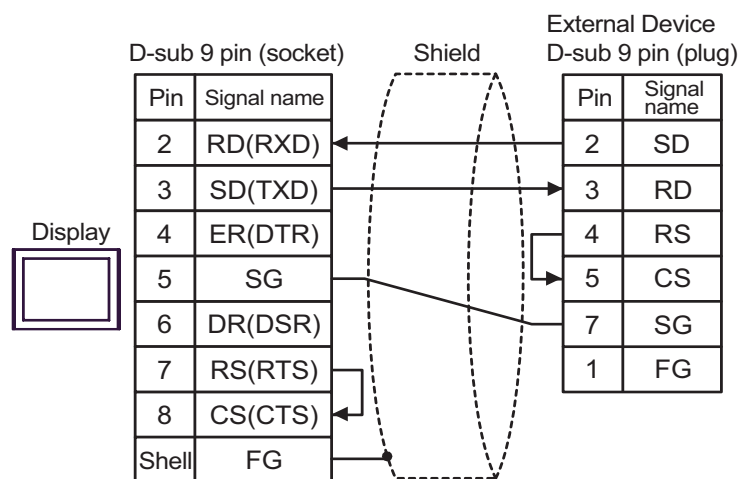 External Device
D-sub 9 pin (socket)
Shield
D-sub 9 pin (plug)
Pin Signal name
2 RD(RXD)
3 SD(TXD)
4 ER(DTR)
5 SG
6 DR(DSR)
7 RS(RTS)
8 CS(CTS)
Shell FG
Display
Pin Signal name
2 SD
3 RD
4 RS
5 CS
7 SG
1 FG